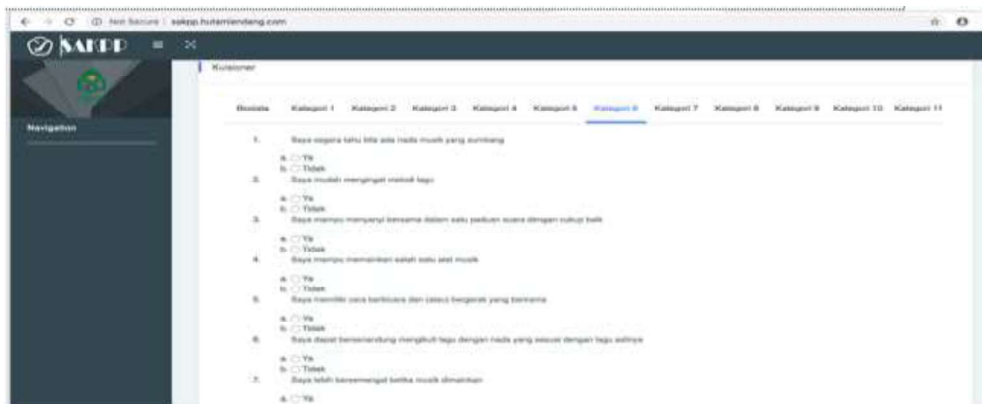 Not Secure | sakpp.hutamiendang.com
SAKPP
Kuisioner
Navigation
Biodata Kategori 1 Kategori 2 Kategori 3 Kategori 4 Kategori 5 Kategori 6 Kategori 7 Kategori 8 Kategori 9 Kategori 10 Kategori 11
1. Saya segera tahu bila ada nada musik yang sumbang
a. Ya
b. Tidak
2. Saya mudah mengingat melodi lagu
a. Ya
b. Tidak
3. Saya mampu menyanyi bersama dalam satu paduan suara dengan cukup baik
a. Ya
b. Tidak
4. Saya mampu memainkan salah satu alat musik
a. Ya
b. Tidak
5. Saya memiliki cara berbicara dan bergerak yang berirama
a. Ya
b. Tidak
6. Saya dapat bersenandung mengikuti lagu dengan nada yang sesuai dengan lagu aslinya
a. Ya
b. Tidak
7. Saya lebih bersemangat ketika musik dimainkan
a. Ya